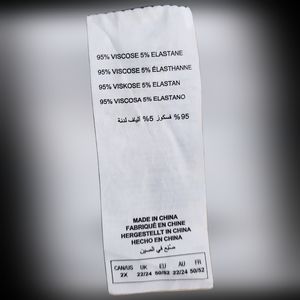 95% VISCOSE 5% ELASTANE
95% VISCOSE 5% ÉLASTHANNE
95% VISKOSE 5% ELASTAN
95% VISCOSA 5% ELASTANO
95% فسكوز 5% ألياف لدنة
MADE IN CHINA
FABRIQUÉ EN CHINE
HERGESTELLT IN CHINA
HECHO EN CHINA
صنع في الصين
CAN/US UK EU AU FR
2X 22/24 50/52 22/24 50/52